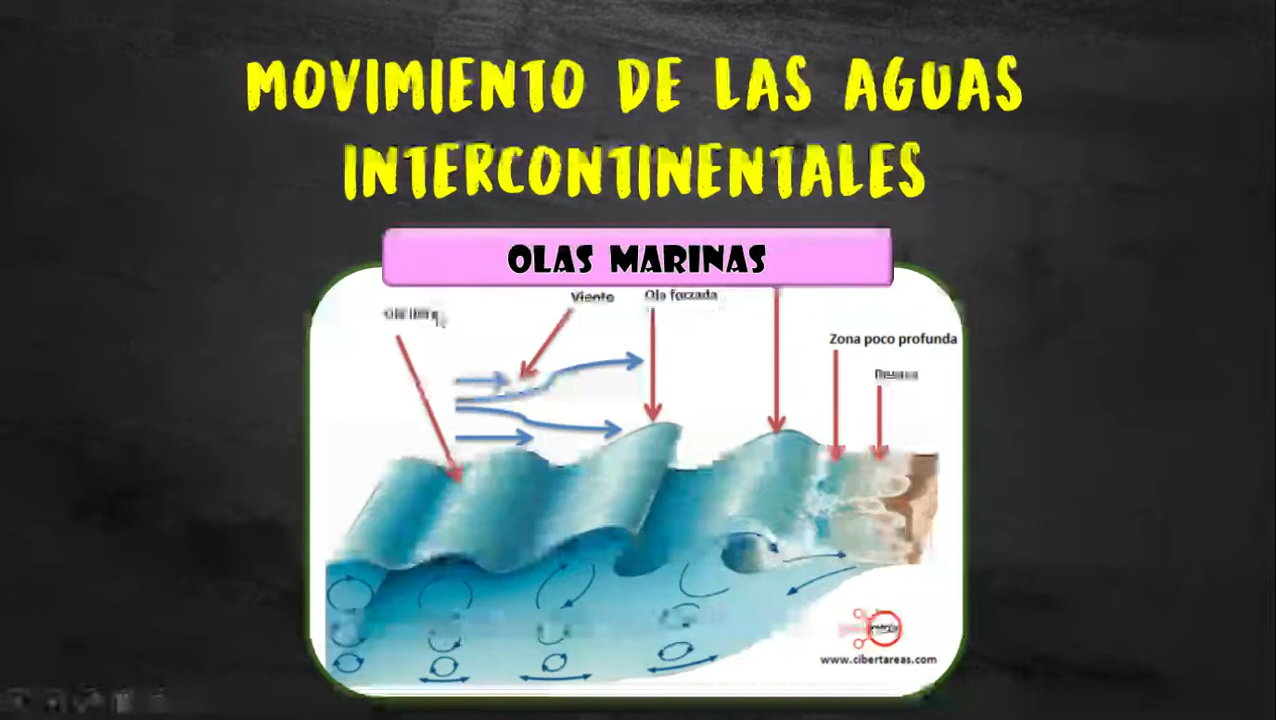 MOVIMIENTO DE LAS AGUAS
INTERCONTINENTALES
OLAS MARINAS
Viento
Ola forzada
Zona poco profunda
www.cibertareas.com